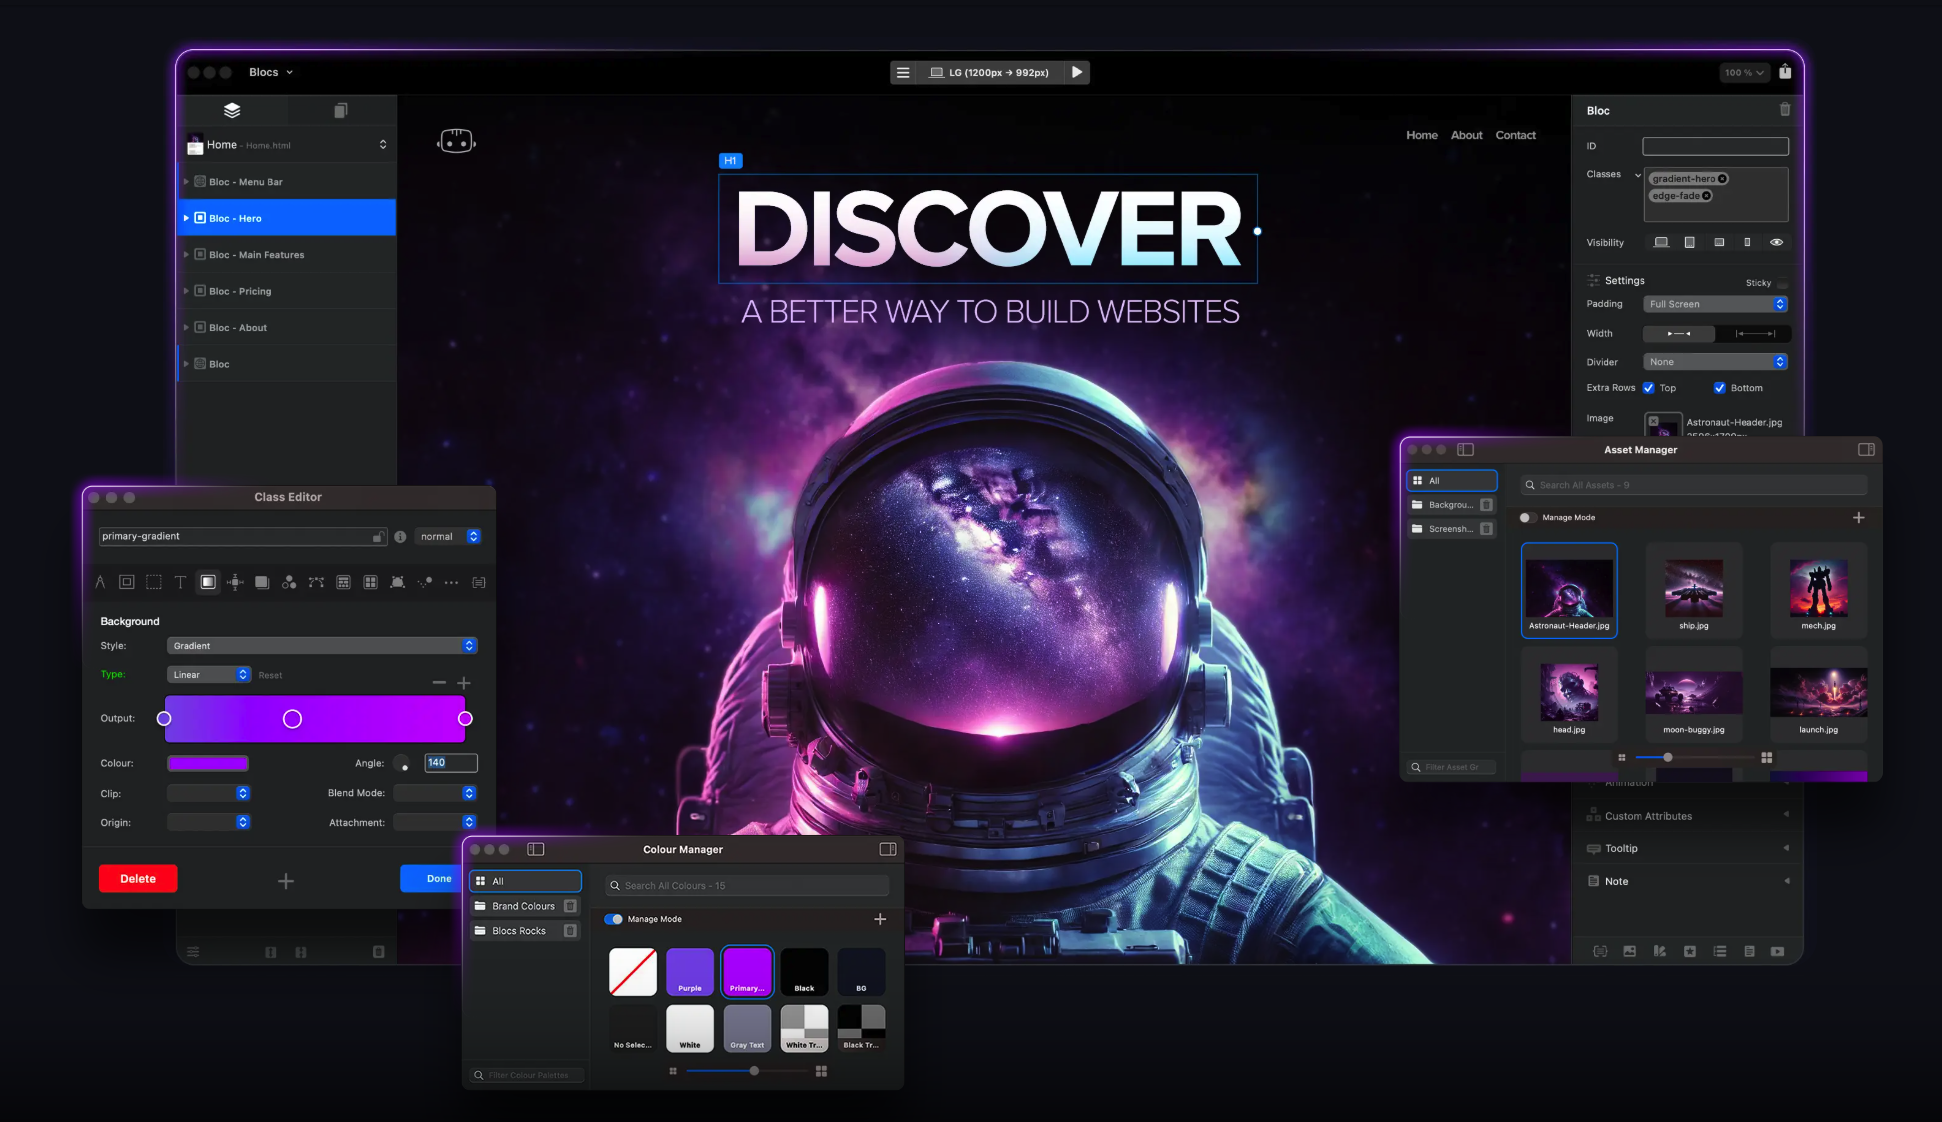 Blocs
LG (1200px → 992px)
100 %
Home - Home.html
Bloc - Menu Bar
Bloc - Hero
Bloc - Main Features
Bloc - Pricing
Bloc - About
Bloc
Home About Contact
H1
DISCOVER
A BETTER WAY TO BUILD WEBSITES
Bloc
ID
Classes
gradient-hero
edge-fade
Visibility
Settings
Sticky
Padding
Full Screen
Width
Divider
None
Extra Rows
Top
Bottom
Image
Astronaut-Header.jpg
Animation
Custom Attributes
Tooltip
Note
Asset Manager
All
Backgrou...
Screensh...
Search All Assets - 9
Manage Mode
Astronaut-Header.jpg
ship.jpg
mech.jpg
head.jpg
moon-buggy.jpg
launch.jpg
Filter Asset Gr
Class Editor
primary-gradient
normal
Background
Style:
Gradient
Type:
Linear
Reset
Output:
Colour:
Angle:
140
Clip:
Blend Mode:
Origin:
Attachment:
Delete
Done
Colour Manager
All
Brand Colours
Blocs Rocks
Search All Colours - 15
Manage Mode
Purple
Primary...
Black
BG
No Selec...
White
Gray Text
White Tr...
Black Tr...
Filter Colour Palettes